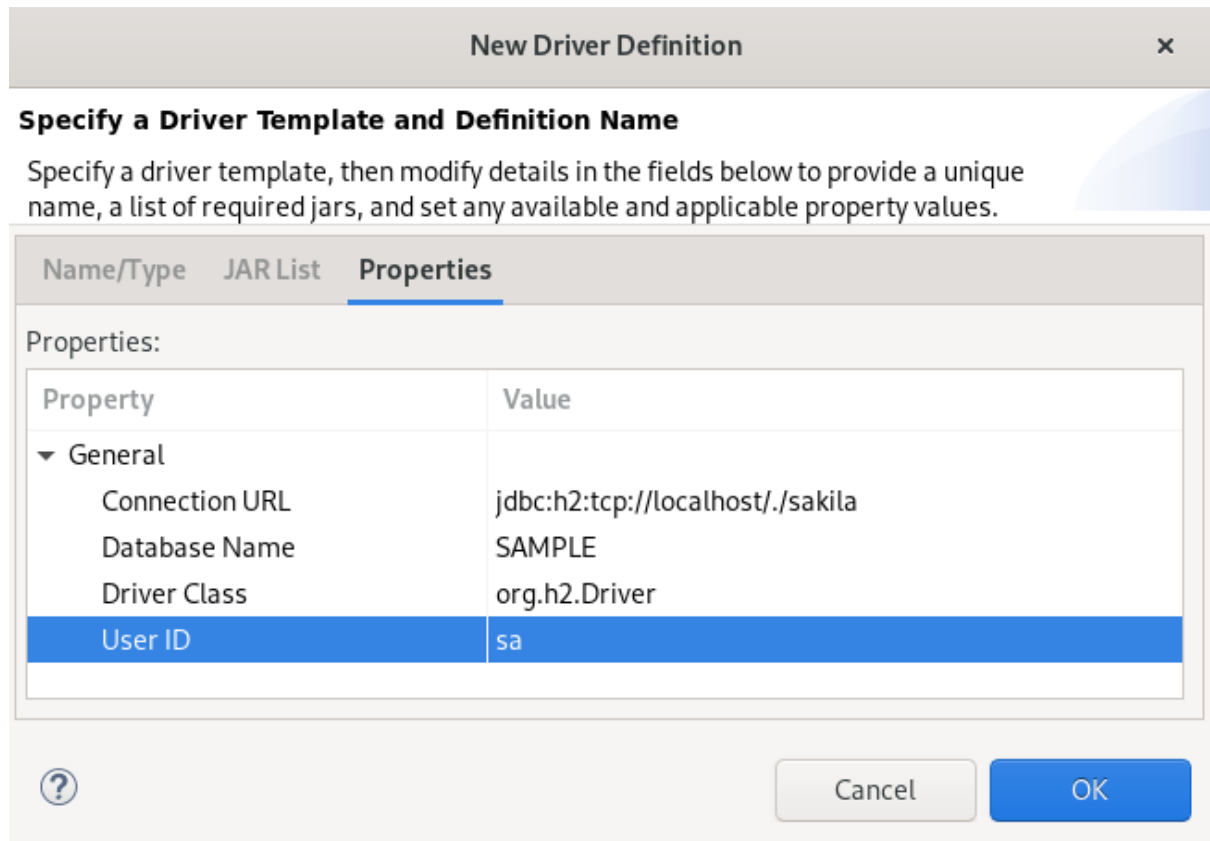 New Driver Definition ×
Specify a Driver Template and Definition Name
Specify a driver template, then modify details in the fields below to provide a unique
name, a list of required jars, and set any available and applicable property values.
Name/Type JAR List Properties
Properties:
Property Value
General
Connection URL jdbc:h2:tcp://localhost/./sakila
Database Name SAMPLE
Driver Class org.h2.Driver
User ID sa
? Cancel OK